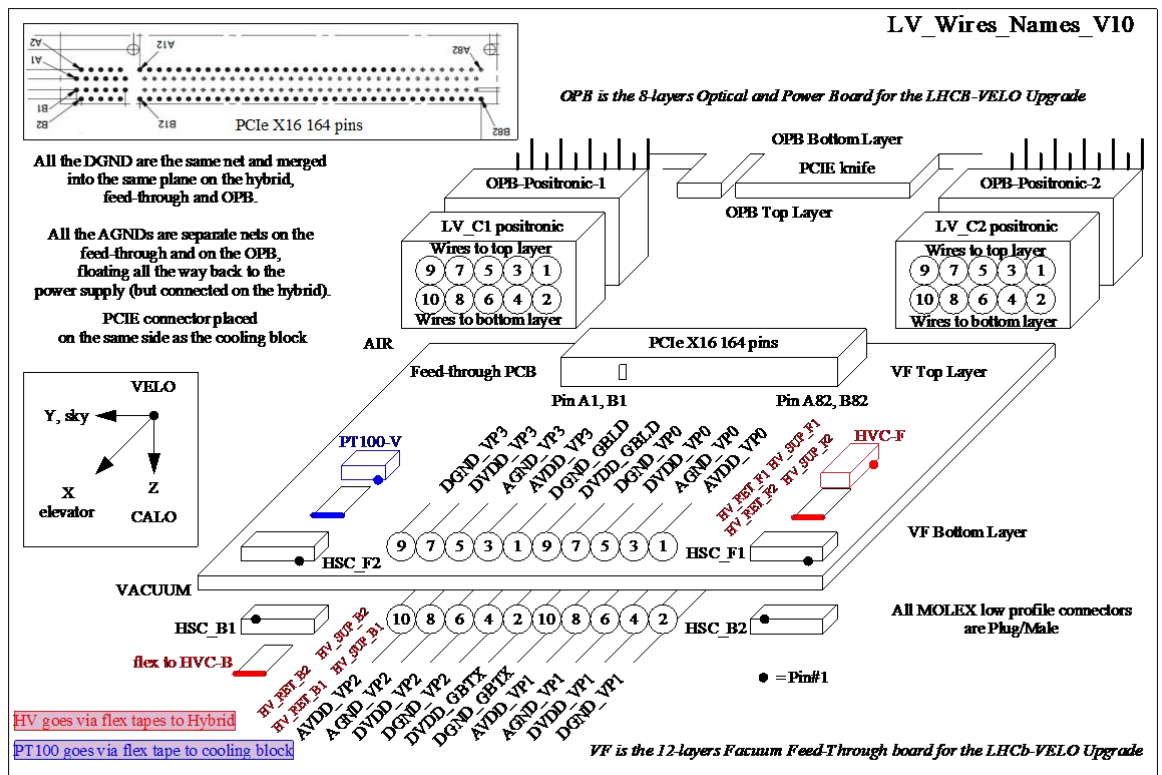 LV_Wires_Names_V10
A2
A1
B1
B2
A12
B12
A82
B82
PCIe X16 164 pins
OPB is the 8-layers Optical and Power Board for the LHCB-VELO Upgrade
All the DGND are the same net and merged
into the same plane on the hybrid,
feed-through and OPB.
All the AGNDs are separate nets on the
feed-through and on the OPB,
floating all the way back to the
power supply (but connected on the hybrid).
PCIE connector placed
on the same side as the cooling block
OPB Bottom Layer
PCIE knife
OPB Top Layer
OPB-Positronic-1
LV_C1 positronic
Wires to top layer
9 7 5 3 1
10 8 6 4 2
Wires to bottom layer
OPB-Positronic-2
LV_C2 positronic
Wires to top layer
9 7 5 3 1
10 8 6 4 2
Wires to bottom layer
AIR
Feed-through PCB
PCIe X16 164 pins
VF Top Layer
Pin A1, B1
Pin A82, B82
VELO
Y, sky
X
elevator
Z
CALO
PT100-V
DGND_VP3
DVDD_VP3
AGND_VP3
AVDD_VP3
DGND_GBLD
DVDD_GBLD
DGND_VP0
DVDD_VP0
AGND_VP0
AVDD_VP0
HV_RET_F1 HV_SUP_F1
HV_RET_F2 HV_SUP_F2
HVC-F
VF Bottom Layer
HSC_F2
9 7 5 3 1 9 7 5 3 1
HSC_F1
VACUUM
HSC_B1
10 8 6 4 2 10 8 6 4 2
HSC_B2
All MOLEX low profile connectors
are Plug/Male
flex to HVC-B
HV_RET_B2 HV_SUP_B2
HV_RET_B1 HV_SUP_B1
AVDD_VP2
AGND_VP2
DVDD_VP2
DGND_VP2
DVDD_GBTX
DGND_GBTX
AVDD_VP1
AGND_VP1
DVDD_VP1
DGND_VP1
= Pin#1
HV goes via flex tapes to Hybrid
PT100 goes via flex tape to cooling block
VF is the 12-layers Facuum Feed-Through board for the LHCb-VELO Upgrade